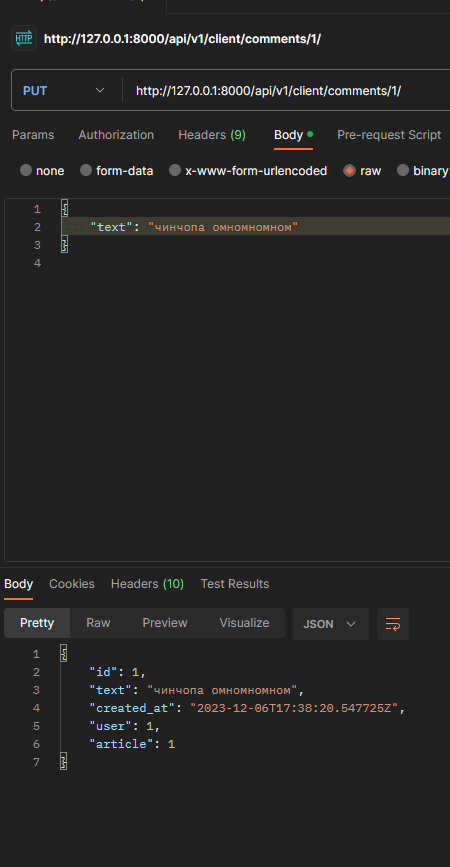 HTTP http://127.0.0.1:8000/api/v1/client/comments/1/
PUT http://127.0.0.1:8000/api/v1/client/comments/1/
Params Authorization Headers (9) Body Pre-request Script
none form-data x-www-form-urlencoded raw binary
1 {
2 "text": "чинчопа омномномном"
3 }
4
Body Cookies Headers (10) Test Results
Pretty Raw Preview Visualize JSON
1 {
2 "id": 1,
3 "text": "чинчопа омномномном",
4 "created_at": "2023-12-06T17:38:20.547725Z",
5 "user": 1,
6 "article": 1
7 }